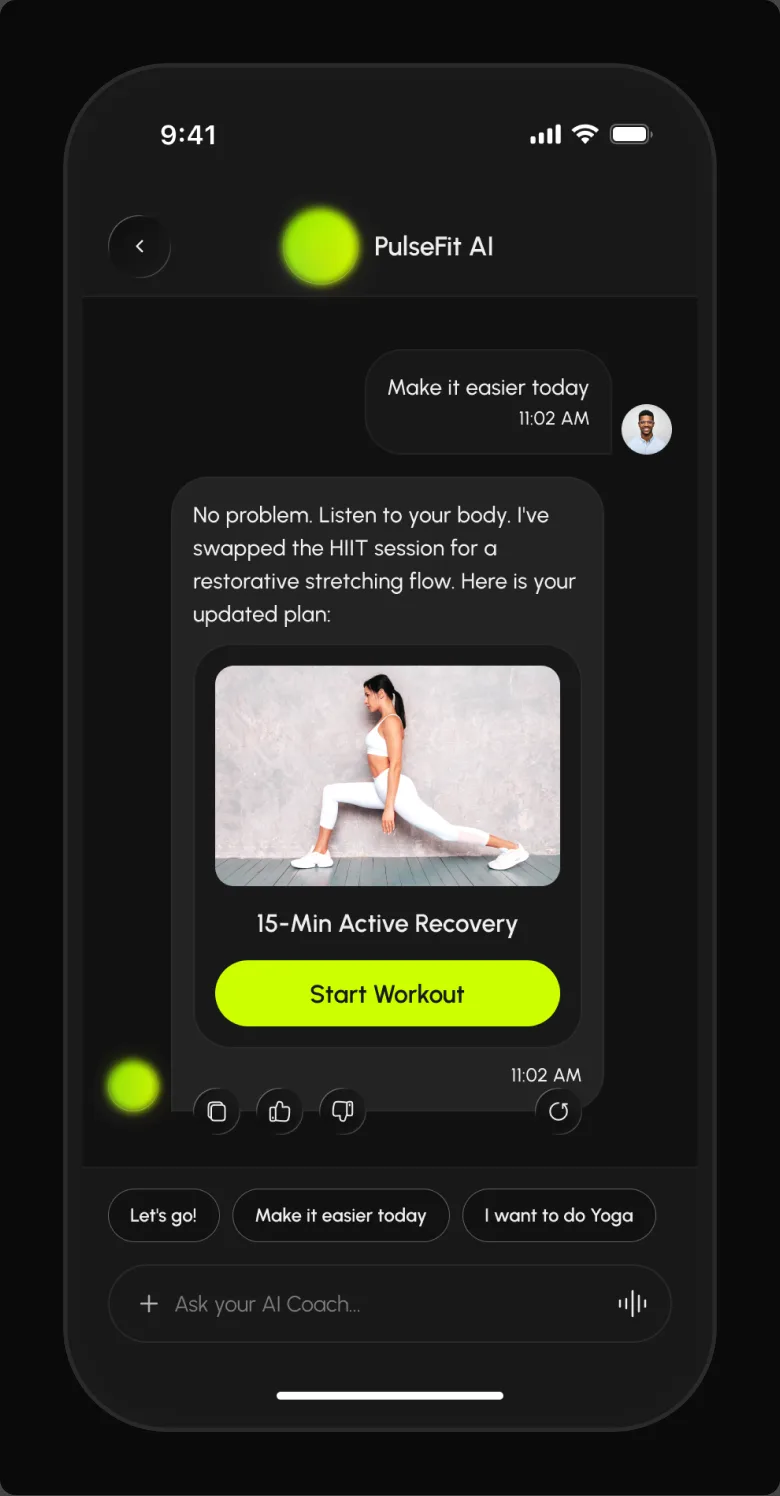 9:41
PulseFit AI
Make it easier today
11:02 AM
No problem. Listen to your body. I've
swapped the HIIT session for a
restorative stretching flow. Here is your
updated plan:
15-Min Active Recovery
Start Workout
11:02 AM
Let's go!
Make it easier today
I want to do Yoga
Ask your AI Coach...